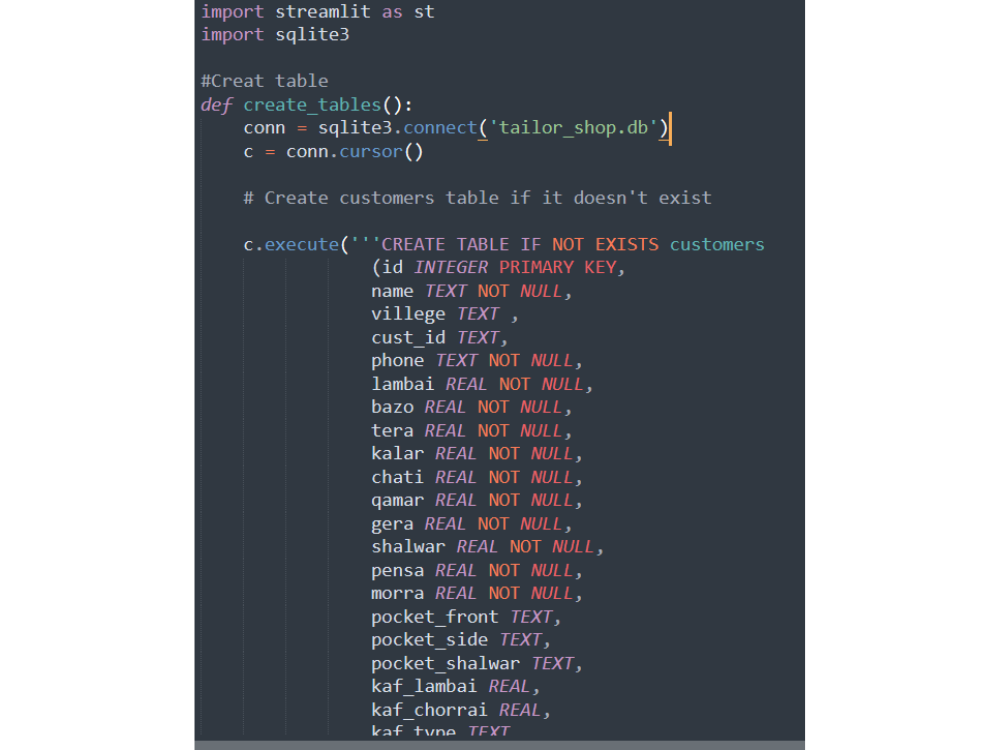 import streamlit as st
import sqlite3
#Creat table
def create_tables():
conn = sqlite3.connect('tailor_shop.db')
c = conn.cursor()
# Create customers table if it doesn't exist
c.execute('''CREATE TABLE IF NOT EXISTS customers
(id INTEGER PRIMARY KEY,
name TEXT NOT NULL,
villege TEXT ,
cust_id TEXT,
phone TEXT NOT NULL,
lambai REAL NOT NULL,
bazo REAL NOT NULL,
tera REAL NOT NULL,
kalar REAL NOT NULL,
chati REAL NOT NULL,
qamar REAL NOT NULL,
gera REAL NOT NULL,
shalwar REAL NOT NULL,
pensa REAL NOT NULL,
morra REAL NOT NULL,
pocket_front TEXT,
pocket_side TEXT,
pocket_shalwar TEXT,
kaf_lambai REAL,
kaf_chorrai REAL,
kaf_type TEXT